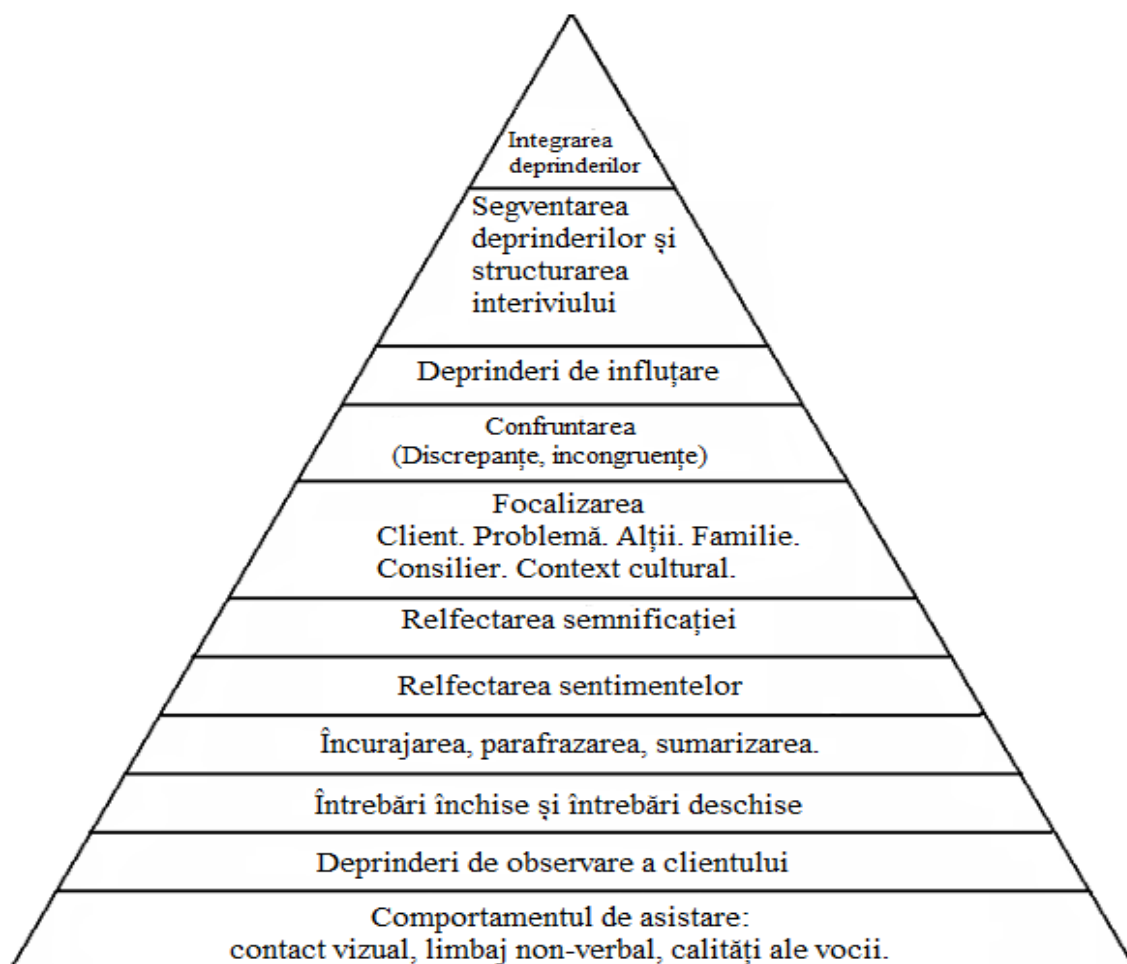 Integrarea
deprinderilor
Segventarea
deprinderilor și
structurarea
interiviului
Deprinderi de influțare
Confruntarea
(Discrepanțe, incongruențe)
Focalizarea
Client. Problemă. Alții. Familie.
Consilier. Context cultural.
Relfectarea semnificației
Relfectarea sentimentelor
Încurajarea, parafrazarea, sumarizarea.
Întrebări închise și întrebări deschise
Deprinderi de observare a clientului
Comportamentul de asistare:
contact vizual, limbaj non-verbal, calități ale vocii.